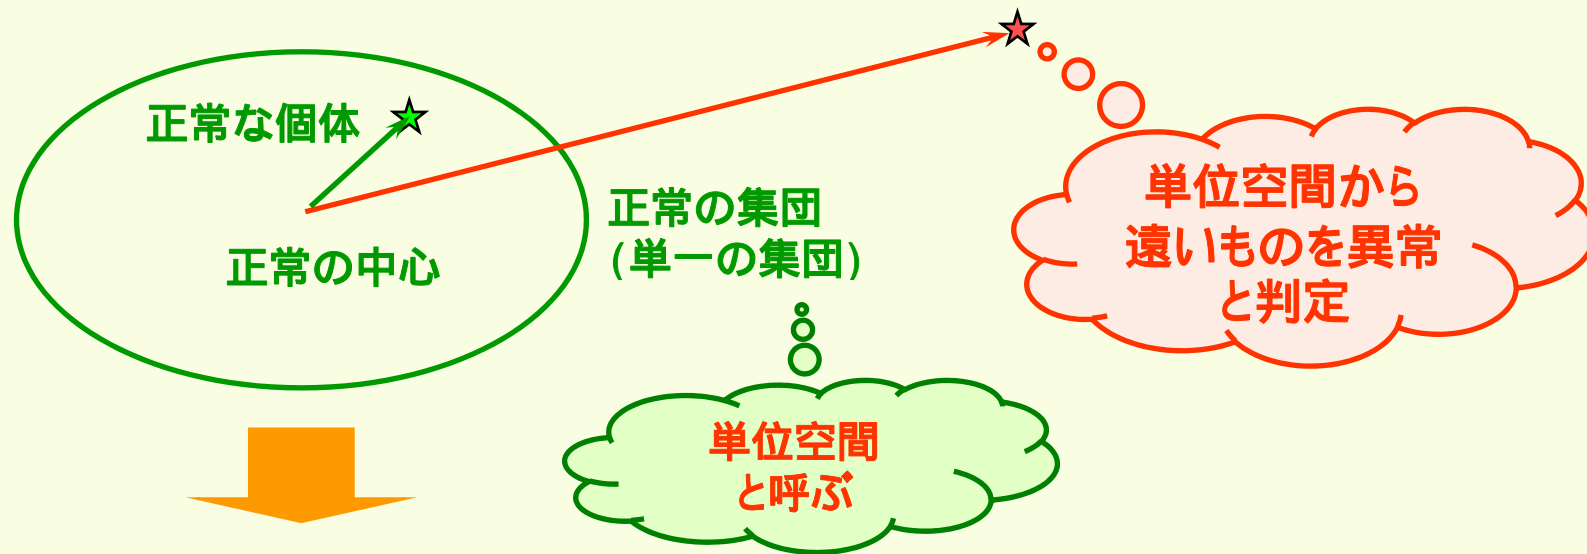 正常な個体
正常の中心
正常の集団
(単一の集団)
単位空間から
遠いものを異常
と判定
単位空間
と呼ぶ